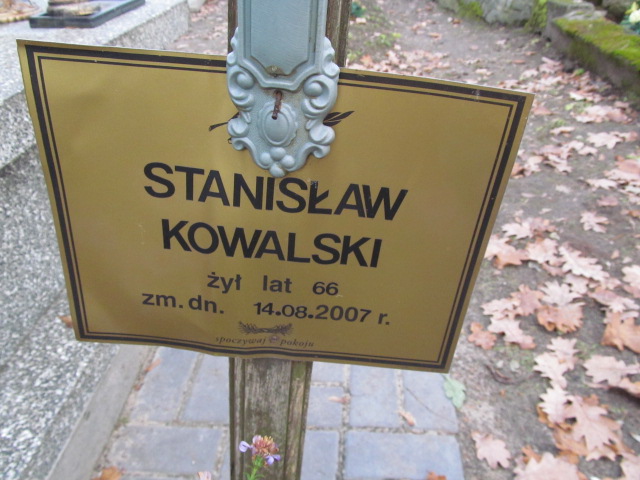 STANISŁAW
KOWALSKI
żył lat 66
zm. dn. 14.08.2007 r.
spoczywaj w pokoju